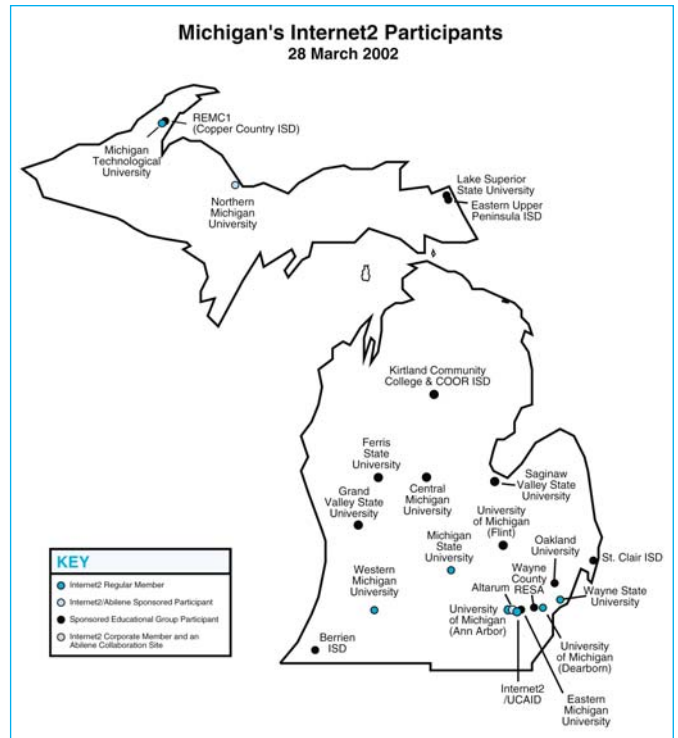 Michigan's Internet2 Participants
28 March 2002
REMC1
(Copper Country ISD)
Michigan
Technological
University
Northern
Michigan
University
Lake Superior
State University
Eastern Upper
Peninsula ISD
Kirtland Community
College & COOR ISD
Ferris
State
University
Grand
Valley State
University
Central
Michigan
University
Saginaw
Valley State
University
University
of Michigan
(Flint)
Michigan
State
University
Oakland
University
St. Clair ISD
Western
Michigan
University
Altarum
Wayne
County
RESA
Wayne State
University
University
of Michigan
(Ann Arbor)
Berrien
ISD
University
of Michigan
(Dearborn)
Internet2
/UCAID
Eastern
Michigan
University
KEY
Internet2 Regular Member
Internet2/Abilene Sponsored Participant
Sponsored Educational Group Participant
Internet2 Corporate Member and an
Abilene Collaboration Site